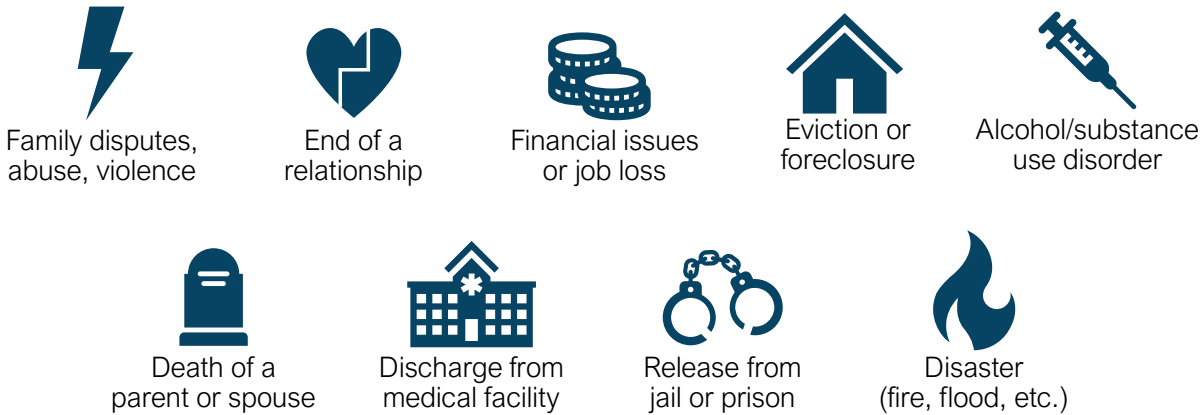 Family disputes,
abuse, violence
End of a
relationship
Financial issues
or job loss
Eviction or
foreclosure
Alcohol/substance
use disorder
Death of a
parent or spouse
Discharge from
medical facility
Release from
jail or prison
Disaster
(fire, flood, etc.)